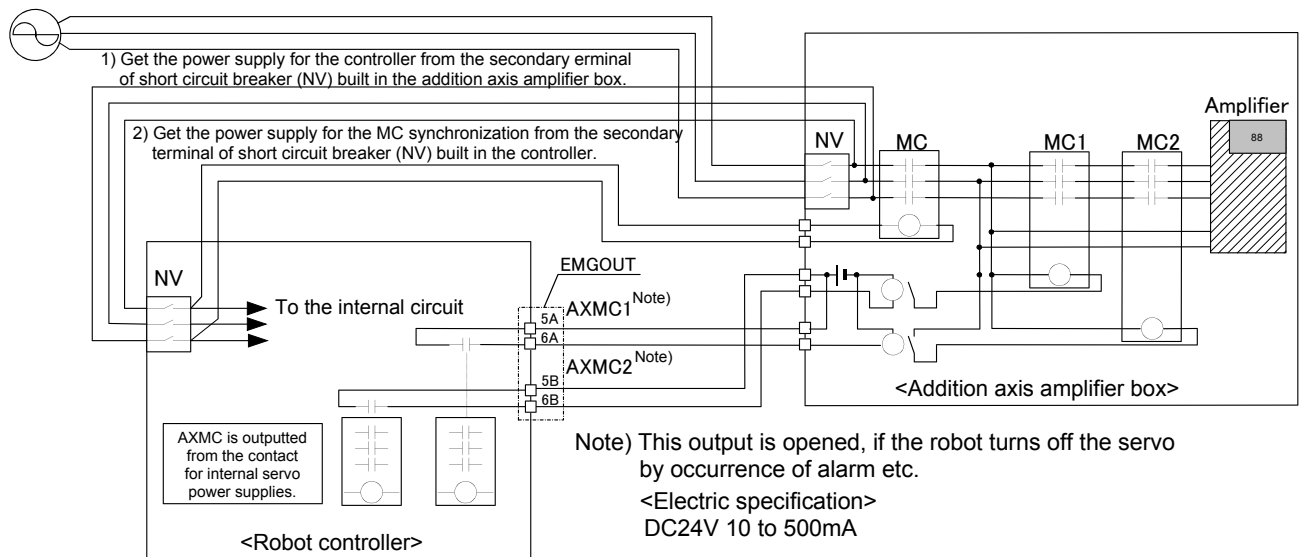 1) Get the power supply for the controller from the secondary erminal
of short circuit breaker (NV) built in the addition axis amplifier box.
2) Get the power supply for the MC synchronization from the secondary
terminal of short circuit breaker (NV) built in the controller.
Amplifier
88
NV
MC
MC1
MC2
NV
To the internal circuit
EMGOUT
5A
AXMC1 Note)
6A
AXMC2 Note)
5B
6B
<Addition axis amplifier box>
AXMC is outputted
from the contact
for internal servo
power supplies.
<Robot controller>
Note) This output is opened, if the robot turns off the servo
by occurrence of alarm etc.
<Electric specification>
DC24V 10 to 500mA